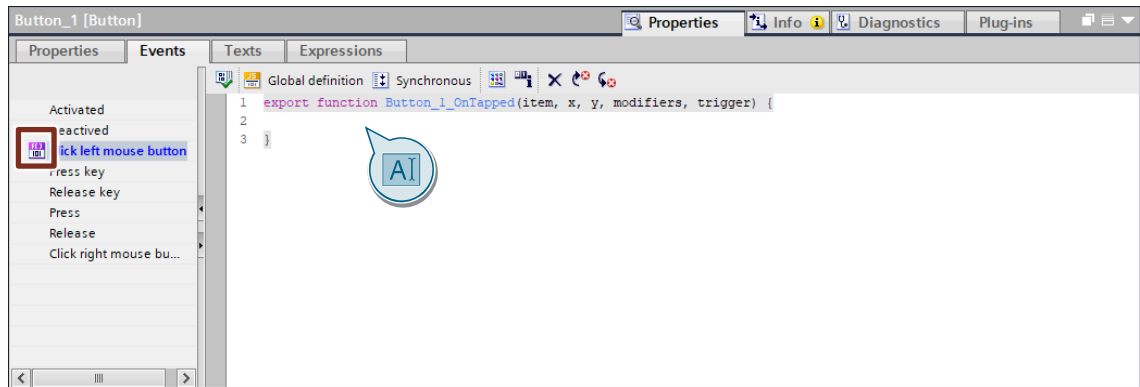 Button_1 [Button]
Properties Info Diagnostics Plug-ins
Properties Events Texts Expressions
Global definition Synchronous
1 export function Button_1_OnTapped(item, x, y, modifiers, trigger) {
2
3 }
Activated
eactived
ick left mouse button
ress key
Release key
Press
Release
Click right mouse bu...
A